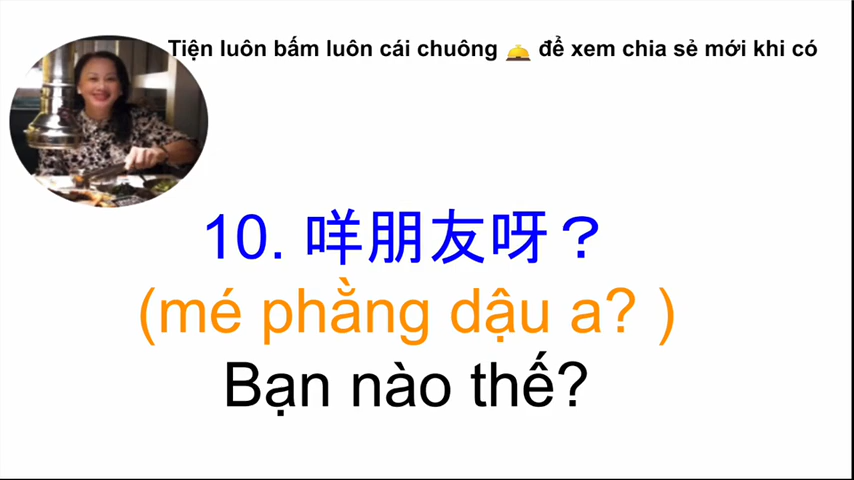 Tiện luôn bấm luôn cái chuông 🛎️ để xem chia sẻ mới khi có
10. 咩朋友呀？
(mé phằng dậu a? )
Bạn nào thế?